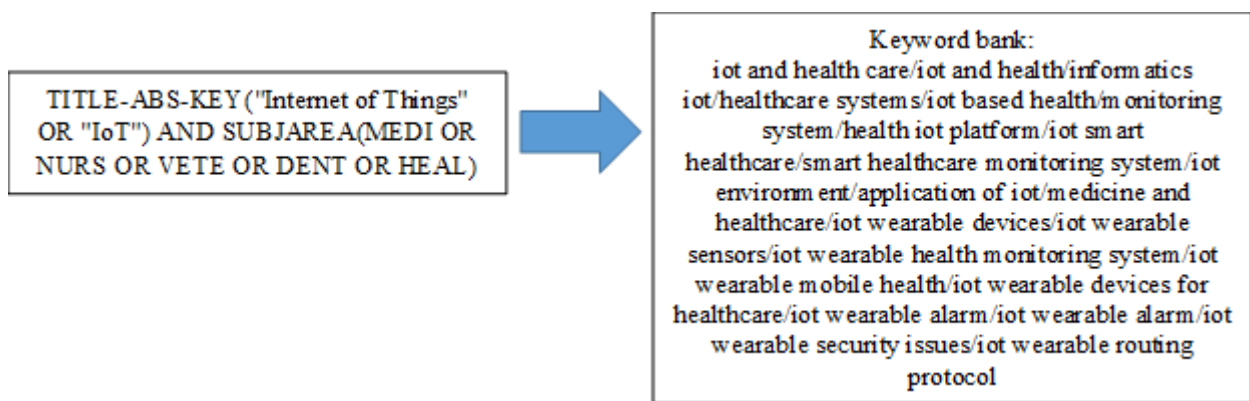 TITLE-ABS-KEY("Internet of Things"
OR "IoT") AND SUBJAREA(MEDI OR
NURS OR VETE OR DENT OR HEAL)
Keyword bank:
iot and health care/iot and health/informatics
iot/healthcare systems/iot based health/monitoring
system/health iot platform/iot smart
healthcare/smart healthcare monitoring system/iot
environment/application of iot/medicine and
healthcare/iot wearable devices/iot wearable
sensors/iot wearable health monitoring system/iot
wearable mobile health/iot wearable devices for
healthcare/iot wearable alarm/iot wearable alarm/iot
wearable security issues/iot wearable routing
protocol